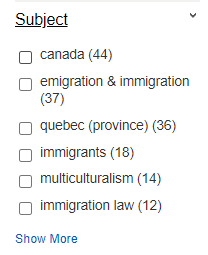 Subject
canada (44)
emigration & immigration
(37)
quebec (province) (36)
immigrants (18)
multiculturalism (14)
immigration law (12)
Show More